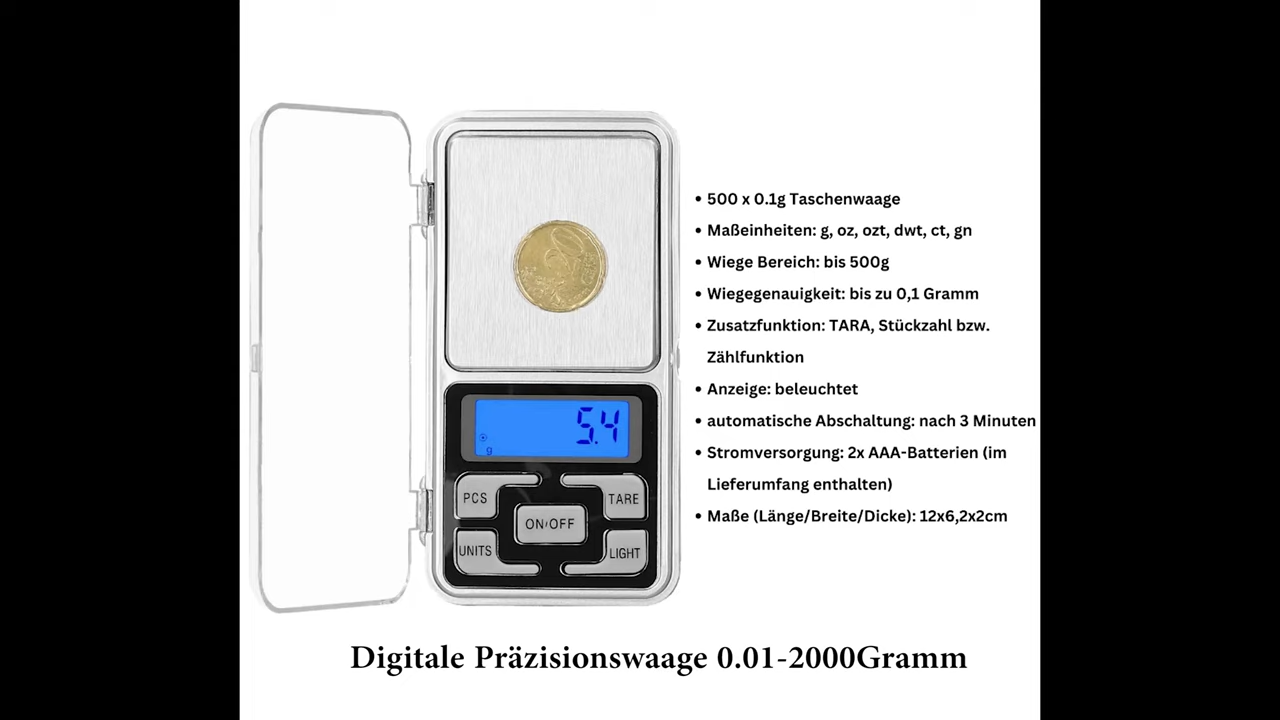 500 x 0.1g Taschenwaage
Maßeinheiten: g, oz, ozt, dwt, ct, gn
Wiege Bereich: bis 500g
Wiegegenauigkeit: bis zu 0,1 Gramm
Zusatzfunktion: TARA, Stückzahl bzw.
Zählfunktion
Anzeige: beleuchtet
automatische Abschaltung: nach 3 Minuten
Stromversorgung: 2x AAA-Batterien (im
Lieferumfang enthalten)
Maße (Länge/Breite/Dicke): 12x6,2x2cm
20
CENT
5.4
g
PCS
TARE
ON/OFF
UNITS
LIGHT
Digitale Präzisionswaage 0.01-2000Gramm